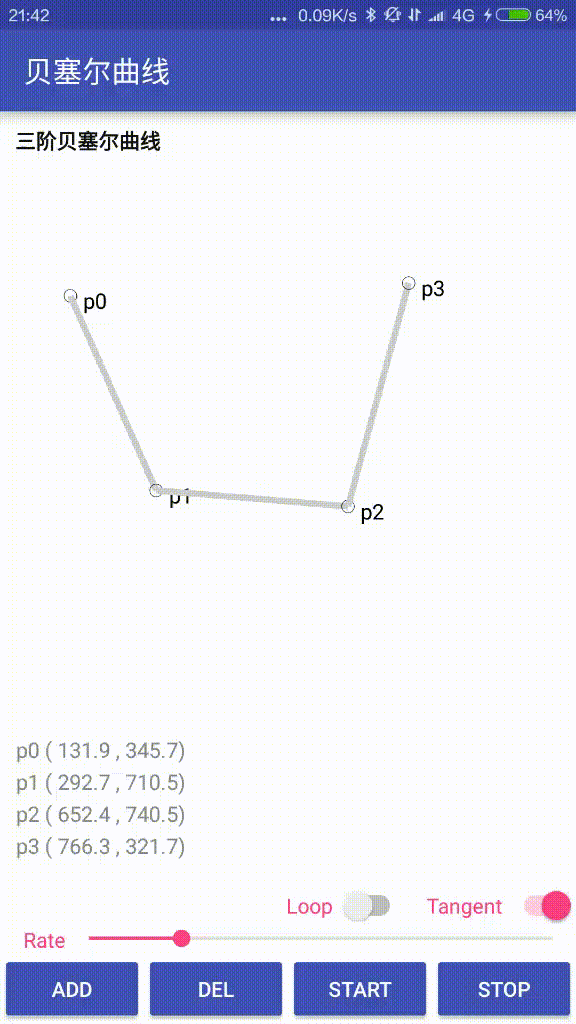 21:42 ... 0.09K/s 4G 64%
贝塞尔曲线
三阶贝塞尔曲线
p0
p3
p1
p2
p0 ( 131.9 , 345.7)
p1 ( 292.7 , 710.5)
p2 ( 652.4 , 740.5)
p3 ( 766.3 , 321.7)
Loop Tangent
Rate
ADD DEL START STOP